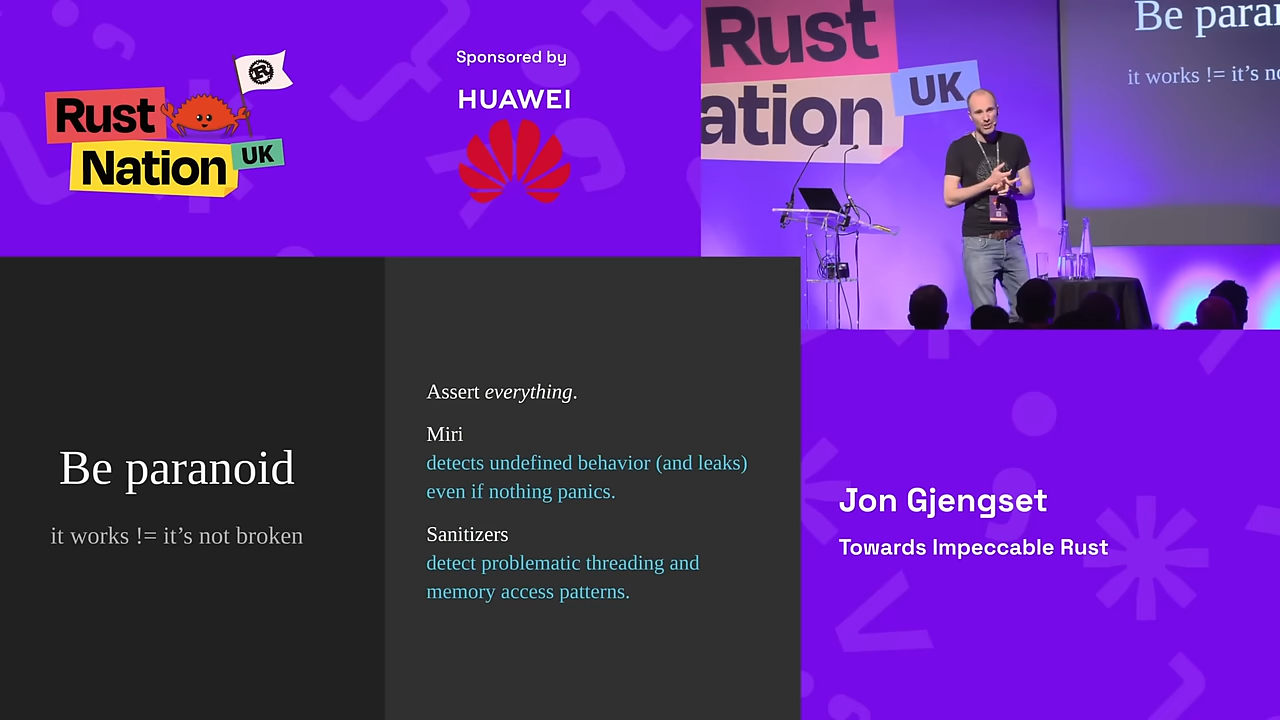 Rust
Nation
UK
Sponsored by
HUAWEI
Rust
ation
UK
Be parar
it works != it's no
Be paranoid
it works != it’s not broken
Assert everything.
Miri
detects undefined behavior (and leaks)
even if nothing panics.
Sanitizers
detect problematic threading and
memory access patterns.
Jon Gjengset
Towards Impeccable Rust